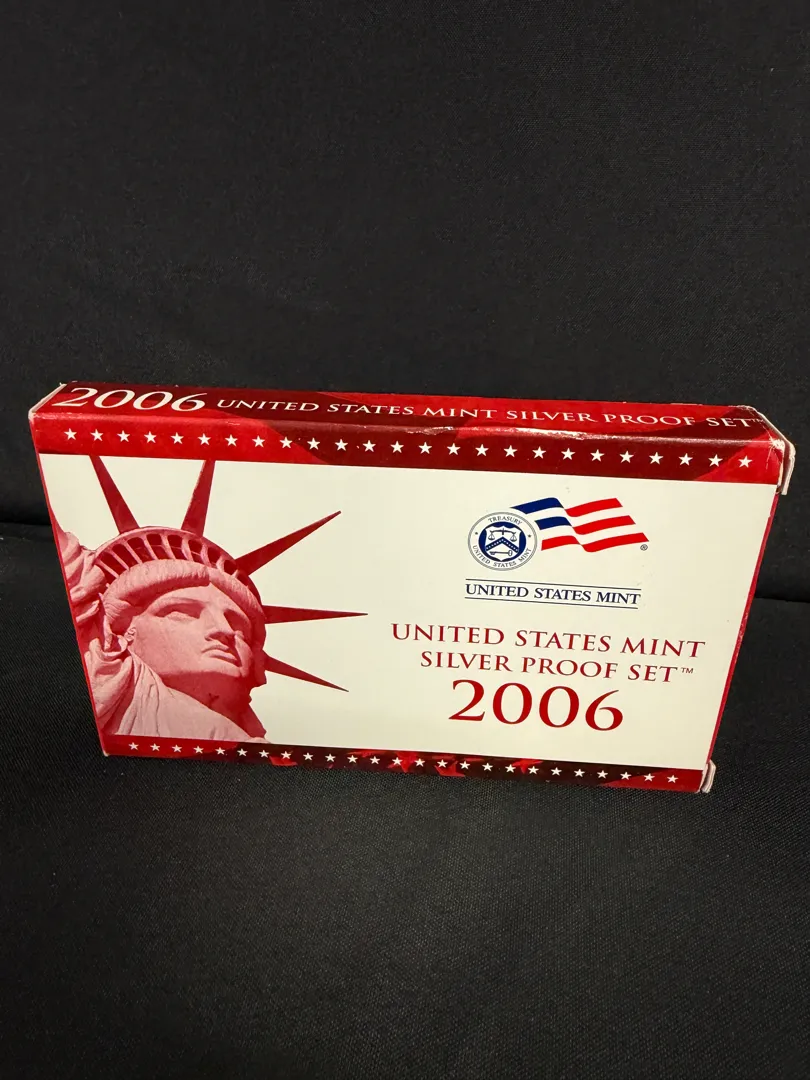 2006 UNITED STATES MINT SILVER PROOF SET™
TREASURY
UNITED STATES MINT
®
UNITED STATES MINT
UNITED STATES MINT
SILVER PROOF SET™
2006